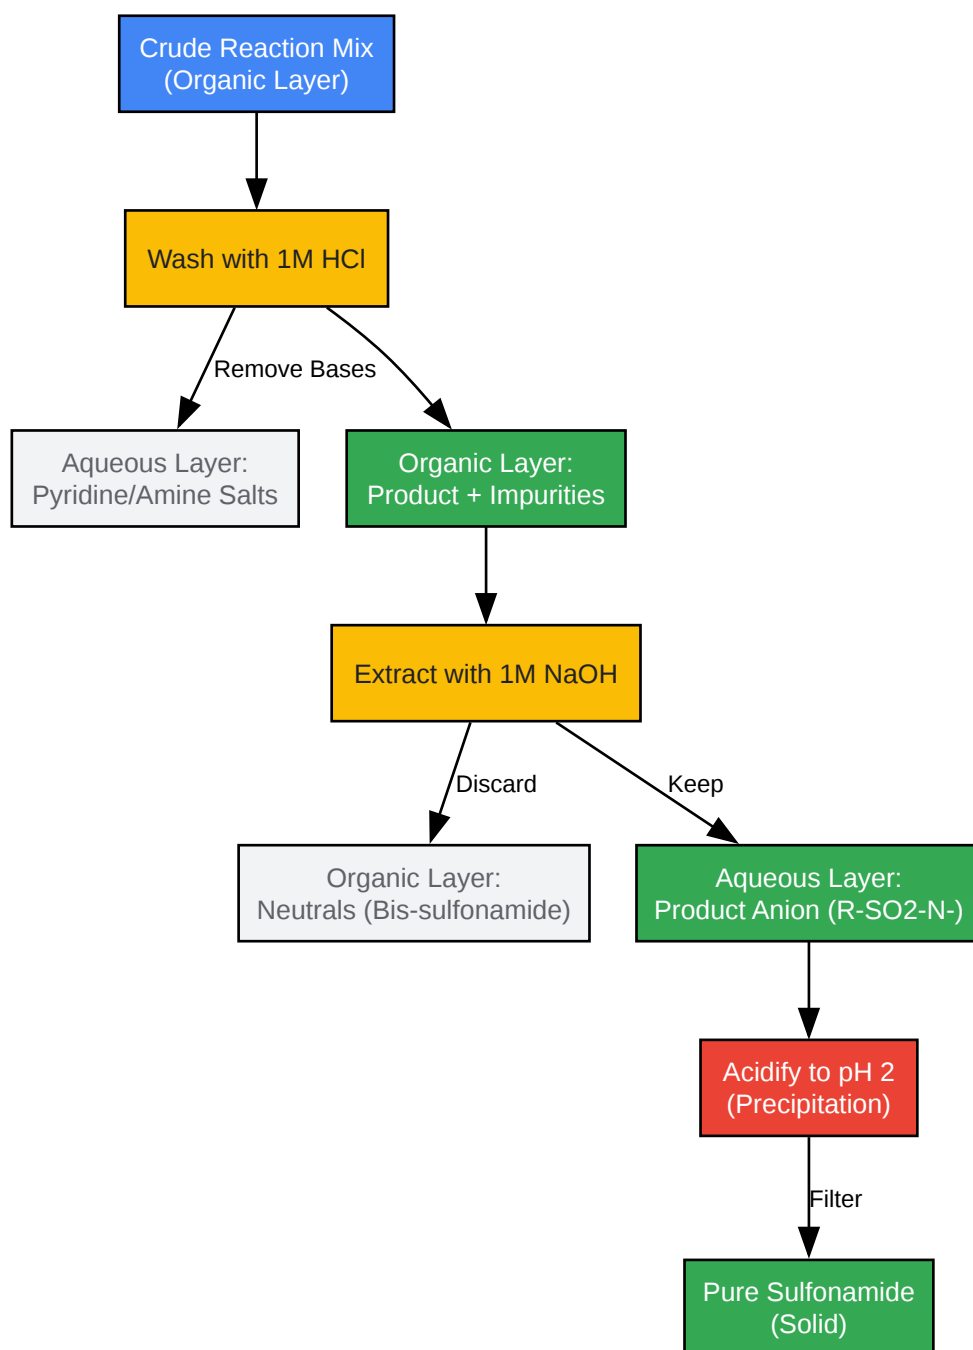 Crude Reaction Mix
(Organic Layer)
Wash with 1M HCl
Remove Bases
Aqueous Layer:
Pyridine/Amine Salts
Organic Layer:
Product + Impurities
Extract with 1M NaOH
Discard
Keep
Organic Layer:
Neutrals (Bis-sulfonamide)
Aqueous Layer:
Product Anion (R-SO2-N-)
Acidify to pH 2
(Precipitation)
Filter
Pure Sulfonamide
(Solid)